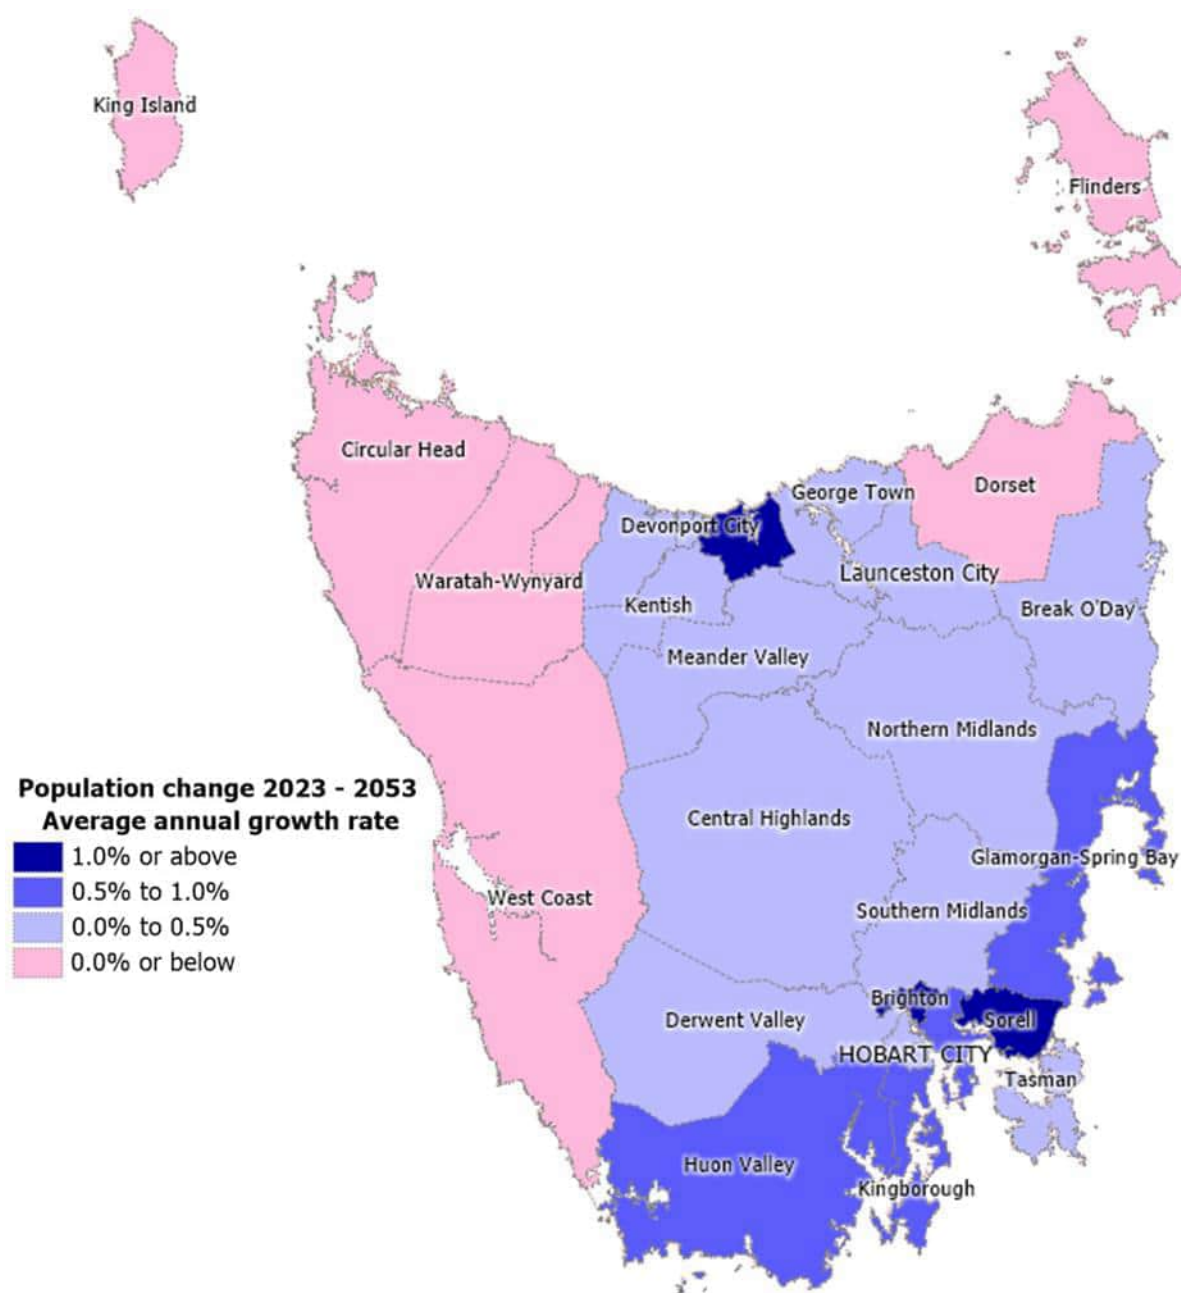 King Island
Flinders
Circular Head
George Town
Dorset
Devonport City
Waratah-Wynyard
Launceston City
Kentish
Break O'Day
Meander Valley
Northern Midlands
Population change 2023 - 2053
Average annual growth rate
1.0% or above
0.5% to 1.0%
0.0% to 0.5%
0.0% or below
Central Highlands
Glamorgan-Spring Bay
West Coast
Southern Midlands
Brighton
Derwent Valley
Sorell
HOBART CITY
Tasman
Huon Valley
Kingborough